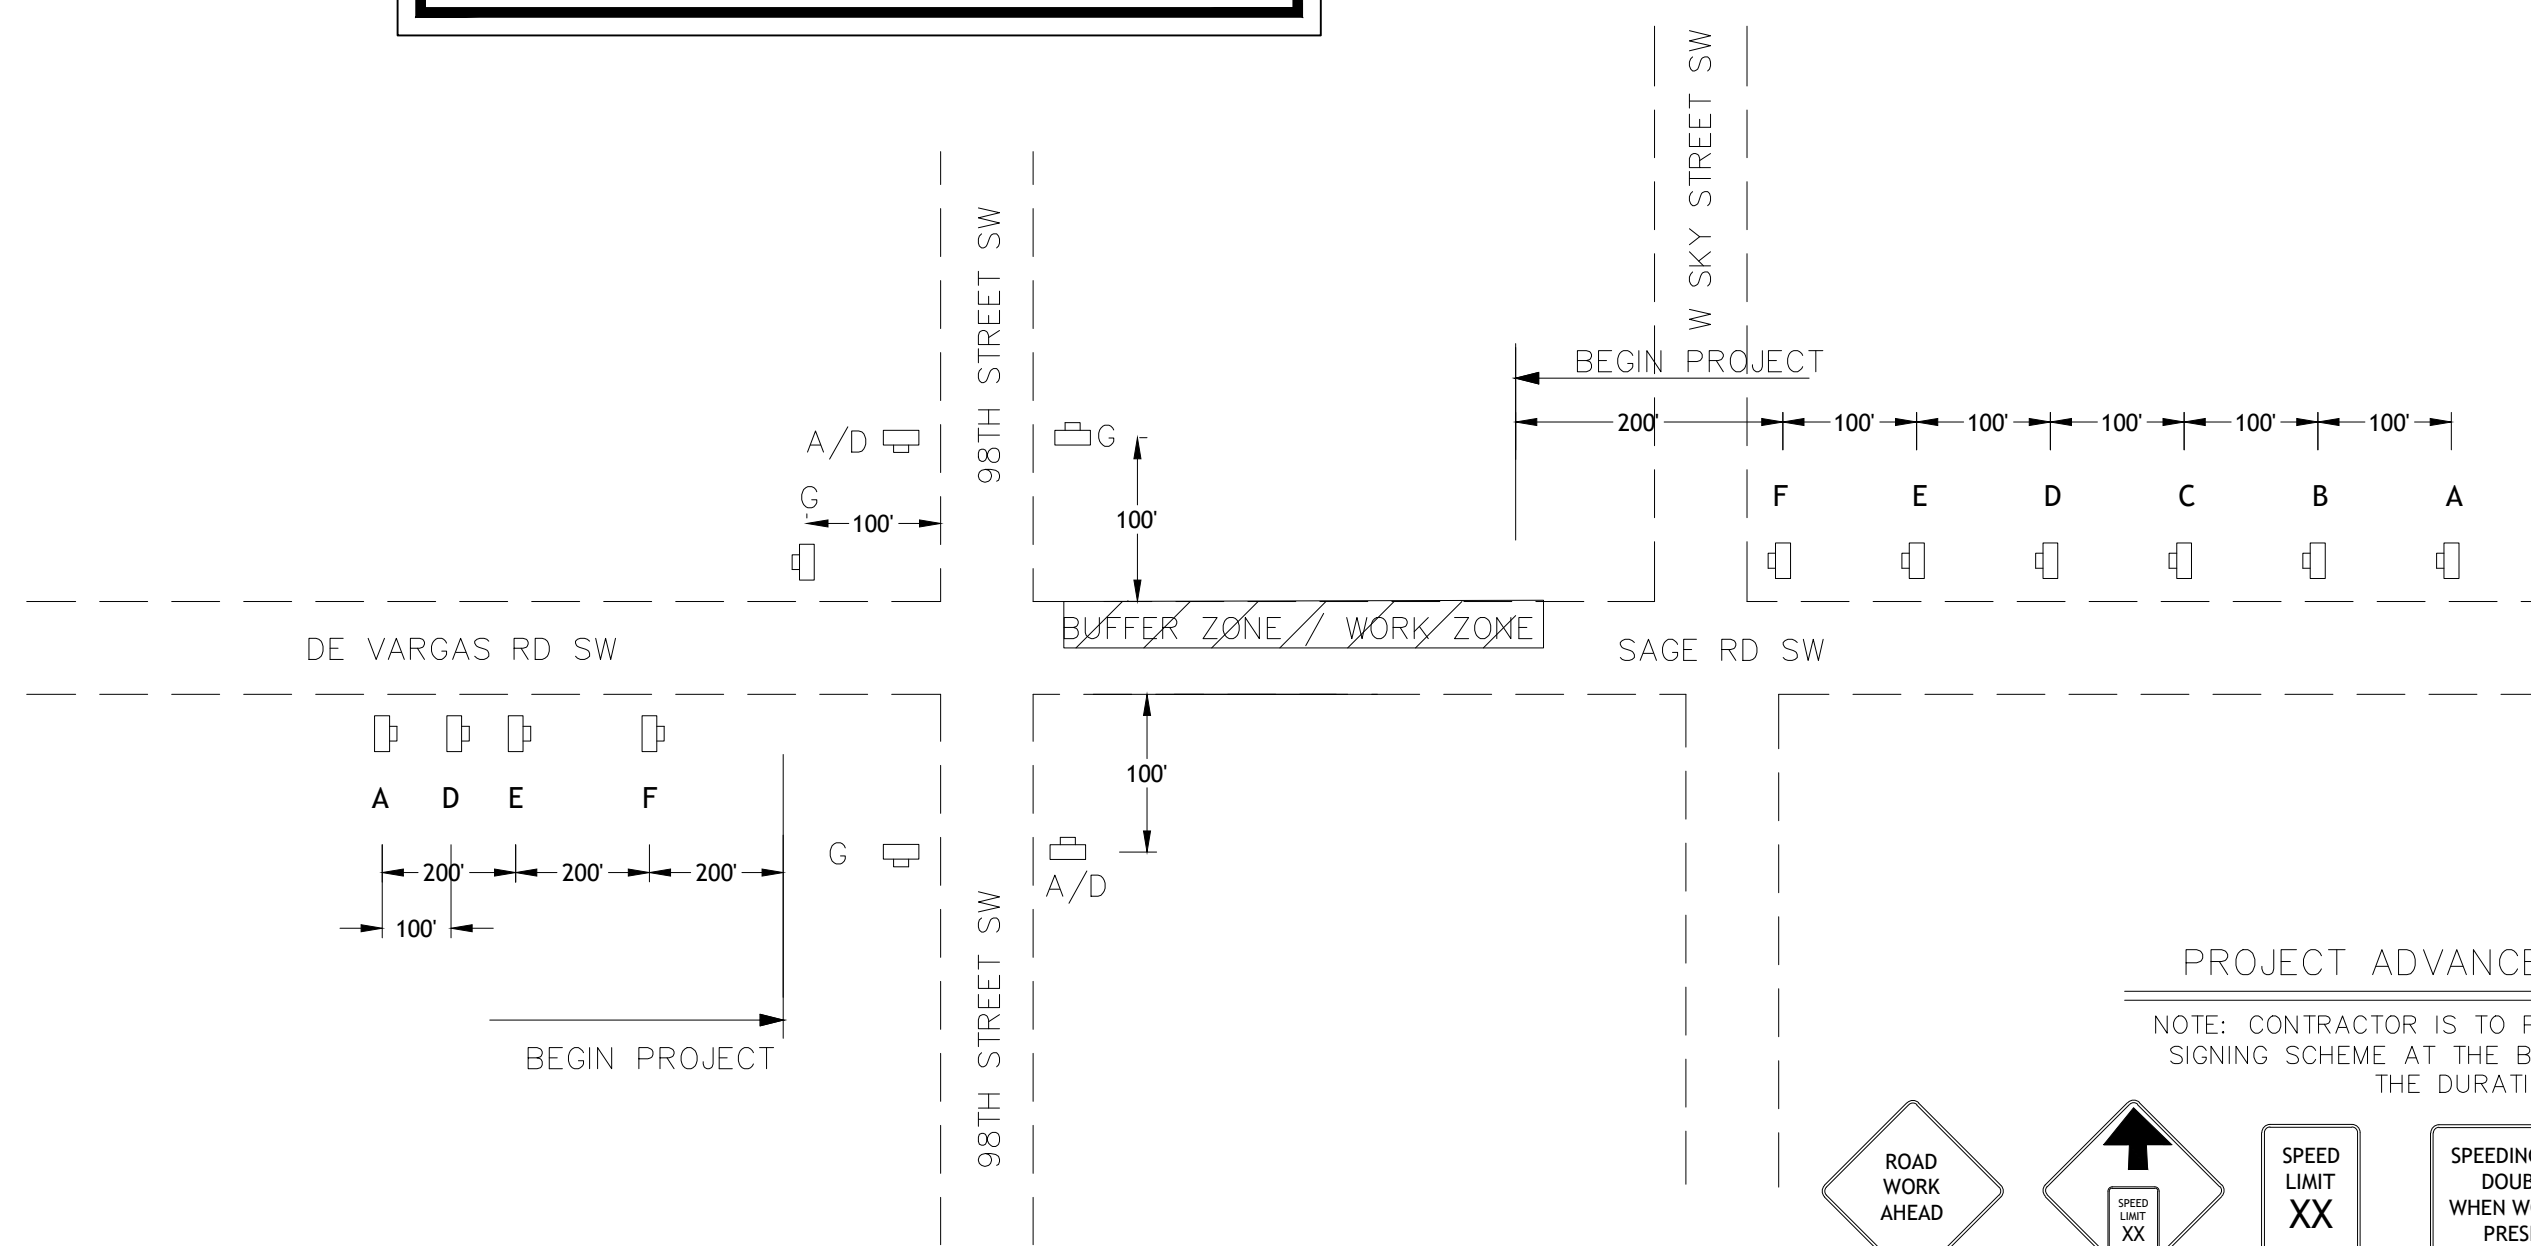 W SKY STREET SW
98TH STREET SW
BEGIN PROJECT
200' 100' 100' 100' 100' 100'
A/D
G
G
100'
100'
F E D C B A
BUFFER ZONE // WORK ZONE
DE VARGAS RD SW
SAGE RD SW
A D E F
100'
G
A/D
200' 200' 200'
100'
98TH STREET SW
BEGIN PROJECT
PROJECT ADVANCE
NOTE: CONTRACTOR IS TO
SIGNING SCHEME AT THE
THE
ROAD
WORK
AHEAD
SPEED
LIMIT
XX
SPEED
LIMIT
XX
WHEN